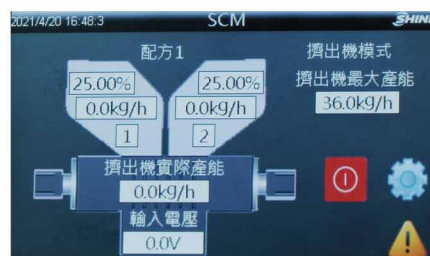 2021/4/20 16:48:3
SCM
SHINI
配方1
擠出機模式
擠出機最大產能
36.0kg/h
25.00%
25.00%
0.0kg/h
0.0kg/h
1
2
擠出機實際產能
0.0kg/h
輸入電壓
0.0V